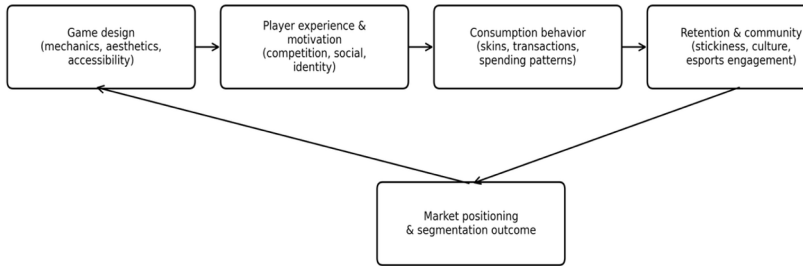 Game design
(mechanics, aesthetics,
accessibility)
Player experience &
motivation
(competition, social,
identity)
Consumption behavior
(skins, transactions,
spending patterns)
Retention & community
(stickiness, culture,
esports engagement)
Market positioning
& segmentation outcome